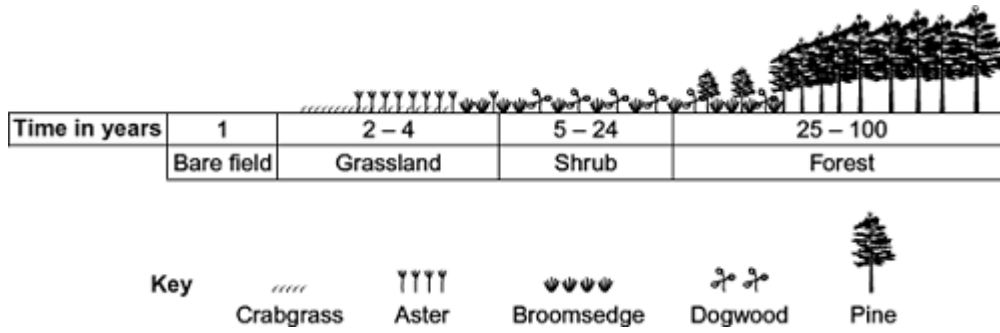 Time in years 1 2 – 4 5 – 24 25 – 100
Bare field Grassland Shrub Forest
Key
Crabgrass Aster Broomsedge Dogwood Pine